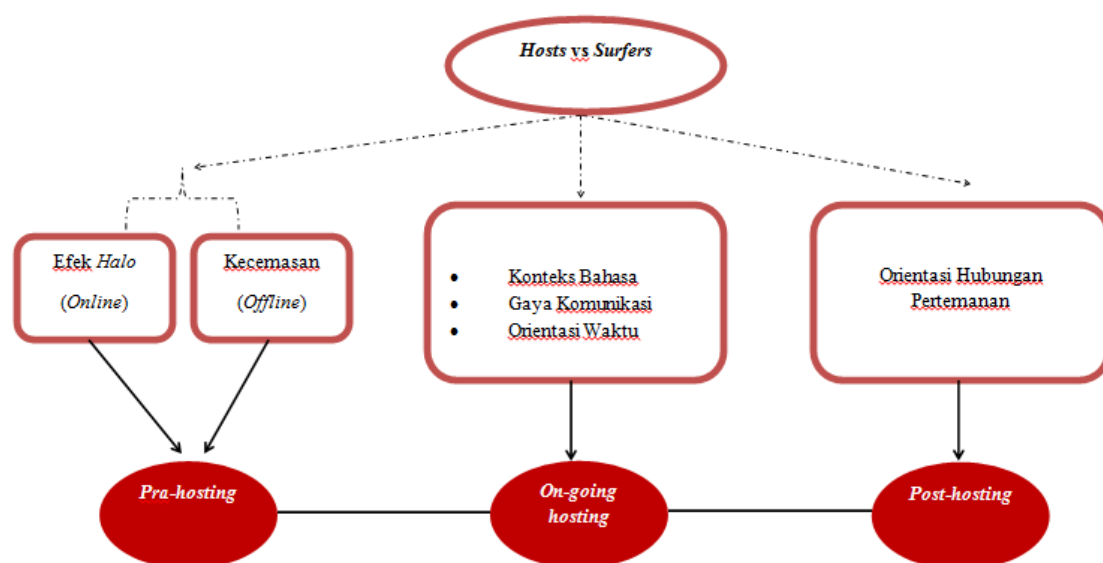 Hosts vs Surfers
Efek Halo
(Online)
Kecemasan
(Offline)
Konteks Bahasa
Gaya Komunikasi
Orientasi Waktu
Orientasi Hubungan
Pertemanan
Pra-hosting
On-going
hosting
Post-hosting